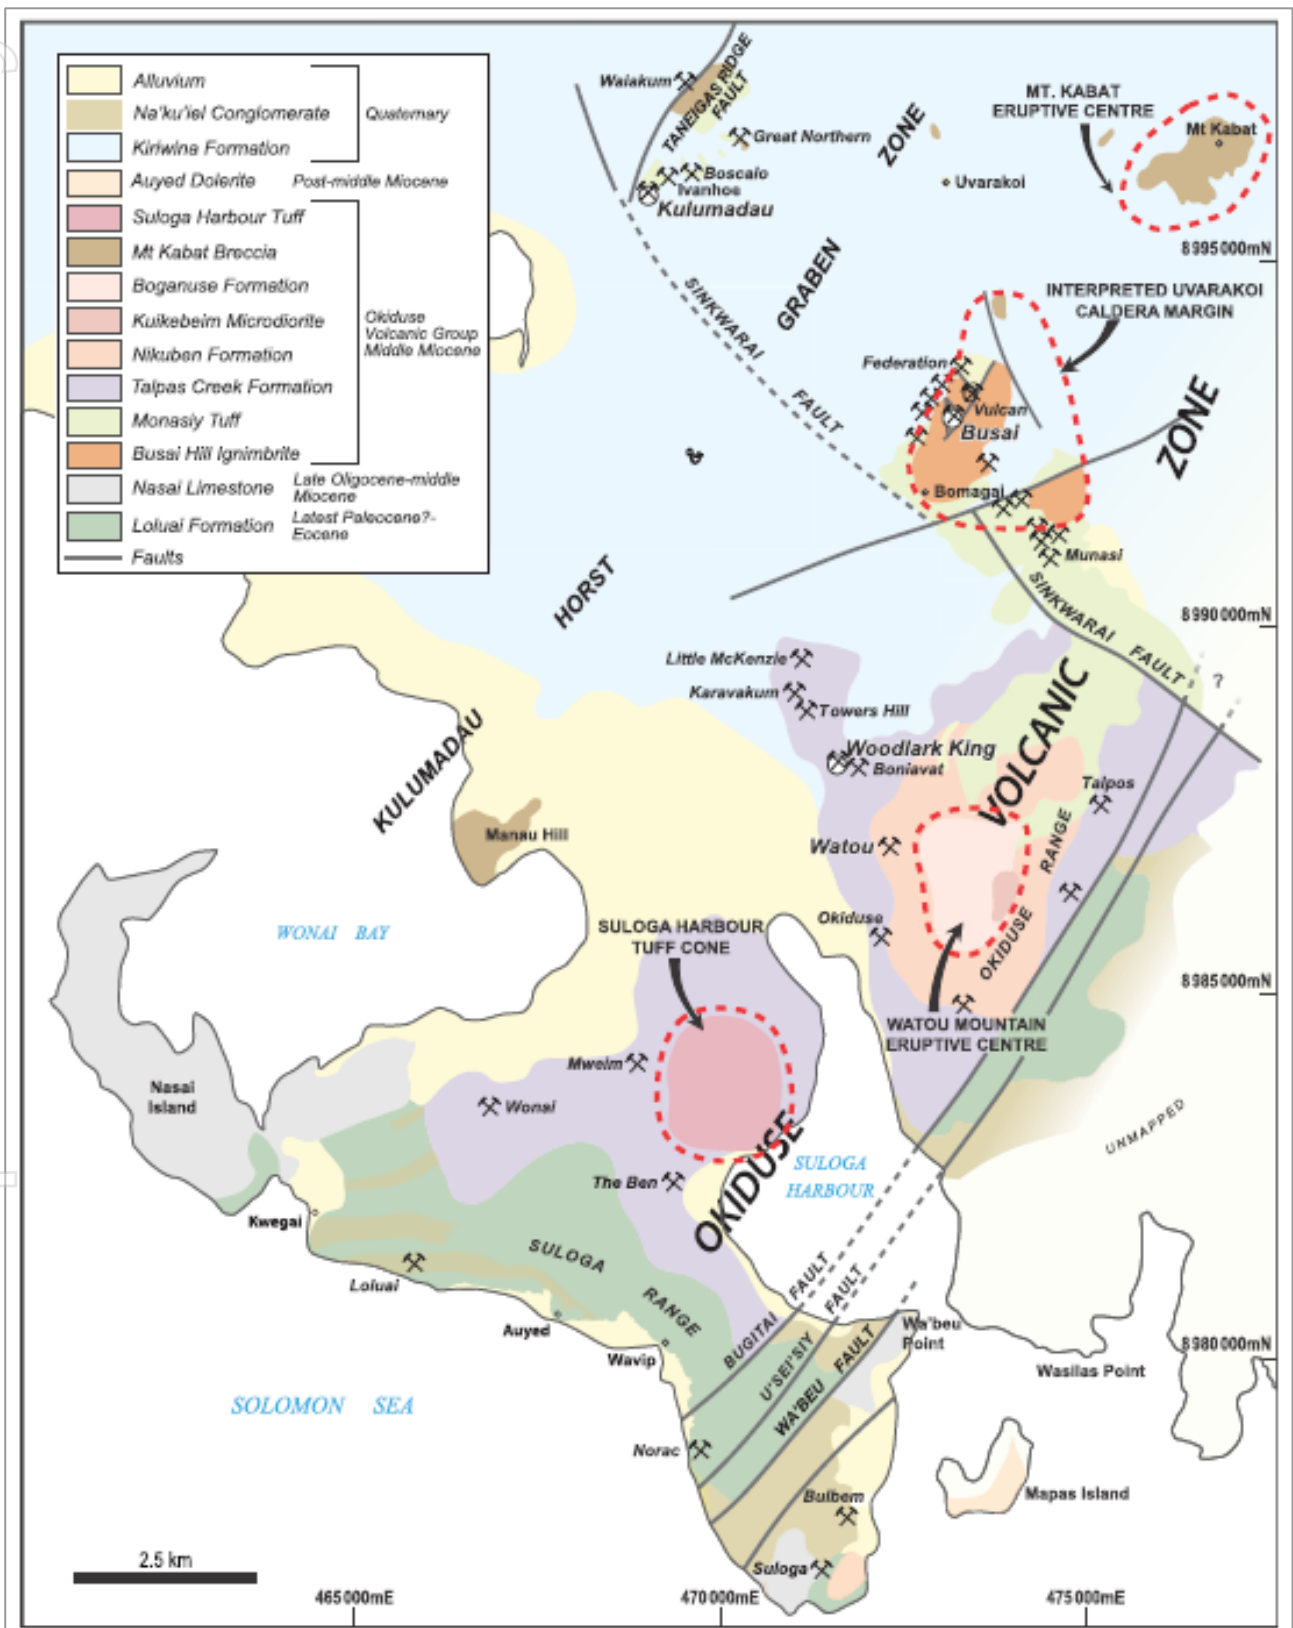 Alluvium
Na'ku'iel Conglomerate
Quaternary
Kiriwina Formation
Auyed Dolerite
Post-middle Miocene
Suloga Harbour Tuff
Mt Kabat Breccia
Boganuse Formation
Kuikebeim Microdiorite
Nikuben Formation
Okiduse
Volcanic Group
Middle Miocene
Talpas Creek Formation
Monasiy Tuff
Busai Hill Ignimbrite
Nasai Limestone
Late Oligocene-middle
Miocene
Loluai Formation
Latest Paleocene?-
Eocene
Faults
Waiakum
TANEIGAS RIDGE
FAULT
Great Northern
Boscalo
Ivanhoe
Kulumadau
ZONE
MT. KABAT
ERUPTIVE CENTRE
Mt Kabat
Uvarakoi
8995000mN
GRABEN
SINKWARAI
FAULT
INTERPRETED UVARAKOI
CALDERA MARGIN
Federation
Vulcan
Busai
ZONE
&
Bomagai
Munasi
HORST
SINKWARAI
FAULT
8990000mN
?
Little McKenzie
Karavakum
Towers Hill
KULUMADAU
Woodlark King
Boniavat
VOLCANIC
Talpos
Manau Hill
Watou
RANGE
OKIDUSE
Okiduse
WONAI BAY
SULOGA HARBOUR
TUFF CONE
8985000mN
WATOU MOUNTAIN
ERUPTIVE CENTRE
Mweim
Nasai
Island
Wonai
UNMAPPED
OKIDUSE
SULOGA
HARBOUR
The Ben
Kwegai
SULOGA
RANGE
Loluai
Auyed
Wavip
BUGITAI
FAULT
U'SEI'SIY
FAULT
WA'BEU
FAULT
Wa'beu
Point
8980000mN
Wasilas Point
SOLOMON SEA
Norac
Bulbem
Mapas Island
Suloga
2.5 km
465000mE
470000mE
475000mE